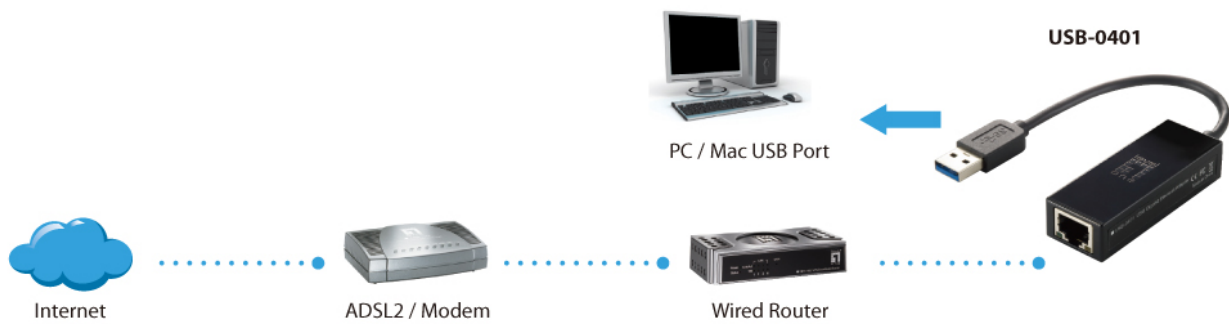 USB-0401
PC / Mac USB Port
Internet
ADSL2 / Modem
Wired Router